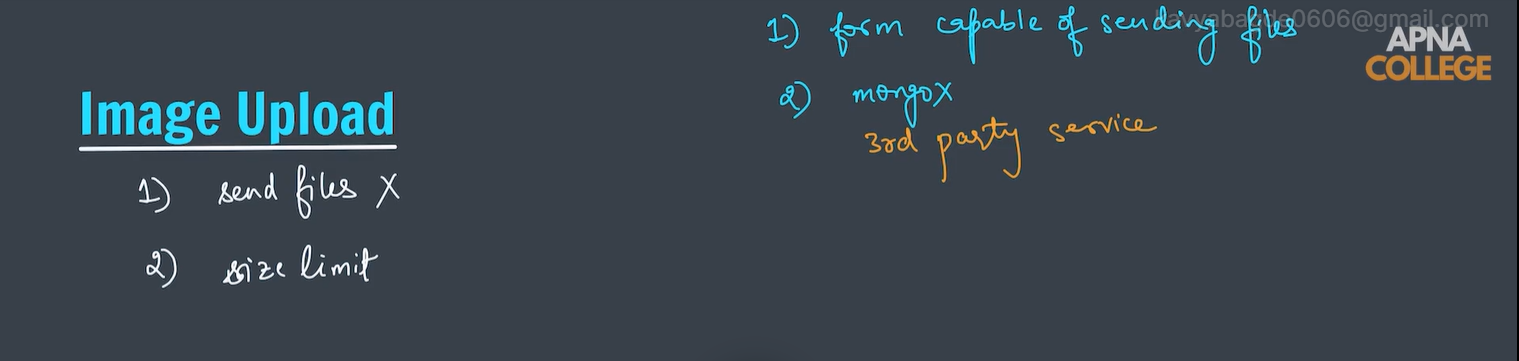 Image Upload
1) send files X
2) size limit
1) form capable of sending files
2) mongo X
3rd party service
0606@gmail.com
APNA
COLLEGE